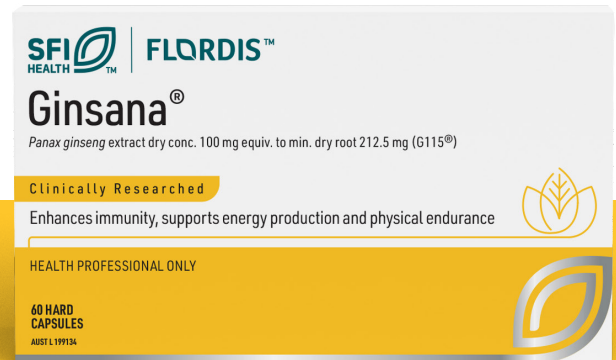 SFI HEALTH™ | FLORDIS™
Ginsana®
Panax ginseng extract dry conc. 100 mg equiv. to min. dry root 212.5 mg (G115®)
Clinically Researched
Enhances immunity, supports energy production and physical endurance
HEALTH PROFESSIONAL ONLY
60 HARD
CAPSULES
AUST L 199134